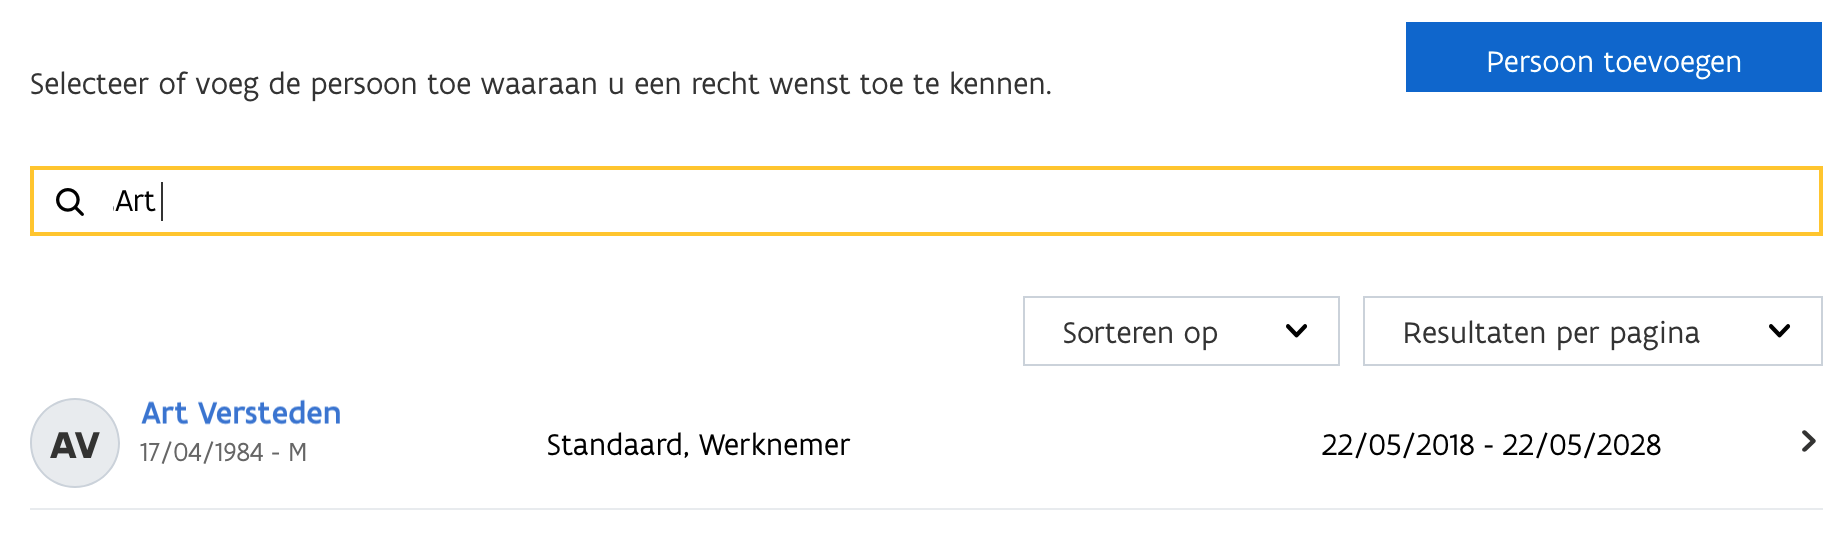 Persoon toevoegen
Selecteer of voeg de persoon toe waaraan u een recht wenst toe te kennen.
Art
Sorteren op
Resultaten per pagina
AV
Art Versteden
17/04/1984 - M
Standaard, Werknemer
22/05/2018 - 22/05/2028